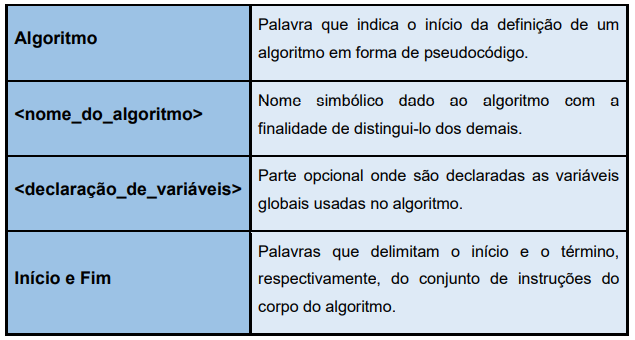 Algoritmo
Palavra que indica o início da definição de um
algoritmo em forma de pseudocódigo.
<nome_do_algoritmo>
Nome simbólico dado ao algoritmo com a
finalidade de distingui-lo dos demais.
<declaração_de_variáveis>
Parte opcional onde são declaradas as variáveis
globais usadas no algoritmo.
Início e Fim
Palavras que delimitam o início e o término,
respectivamente, do conjunto de instruções do
corpo do algoritmo.